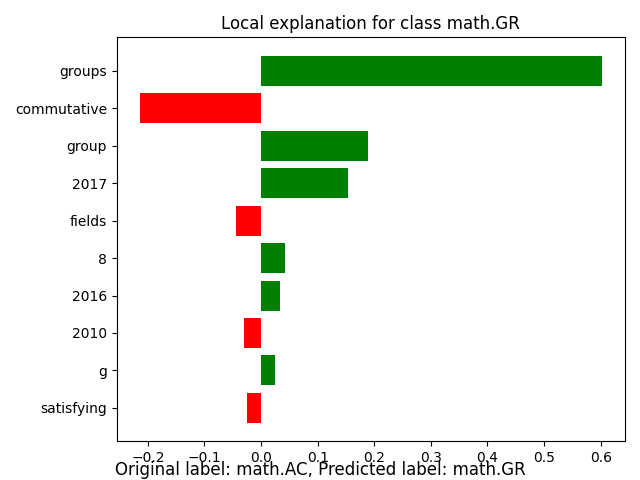 Local explanation for class math.GR
groups
commutative
group
2017
fields
8
2016
2010
g
satisfying
−0.2 −0.1 0.0 0.1 0.2 0.3 0.4 0.5 0.6
Original label: math.AC, Predicted label: math.GR